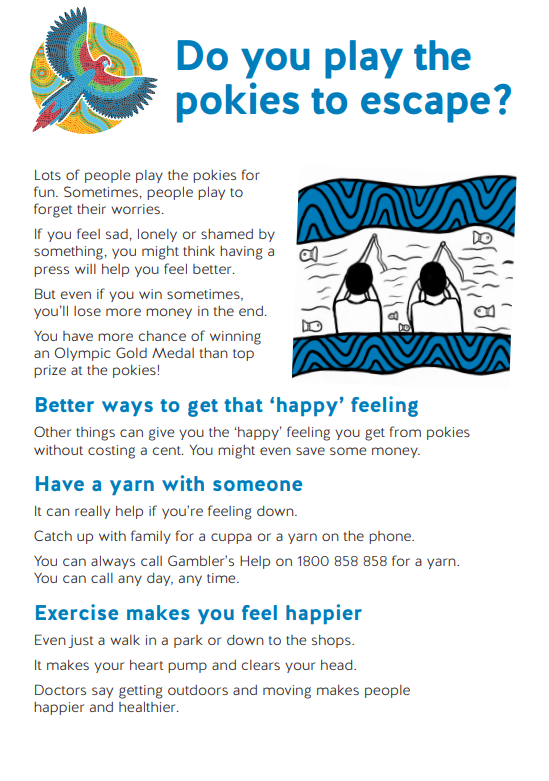 Do you play the
pokies to escape?
Lots of people play the pokies for
fun. Sometimes, people play to
forget their worries.
If you feel sad, lonely or shamed by
something, you might think having a
press will help you feel better.
But even if you win sometimes,
you'll lose more money in the end.
You have more chance of winning
an Olympic Gold Medal than top
prize at the pokies!
Better ways to get that ‘happy’ feeling
Other things can give you the ‘happy’ feeling you get from pokies
without costing a cent. You might even save some money.
Have a yarn with someone
It can really help if you're feeling down.
Catch up with family for a cuppa or a yarn on the phone.
You can always call Gambler's Help on 1800 858 858 for a yarn.
You can call any day, any time.
Exercise makes you feel happier
Even just a walk in a park or down to the shops.
It makes your heart pump and clears your head.
Doctors say getting outdoors and moving makes people
happier and healthier.